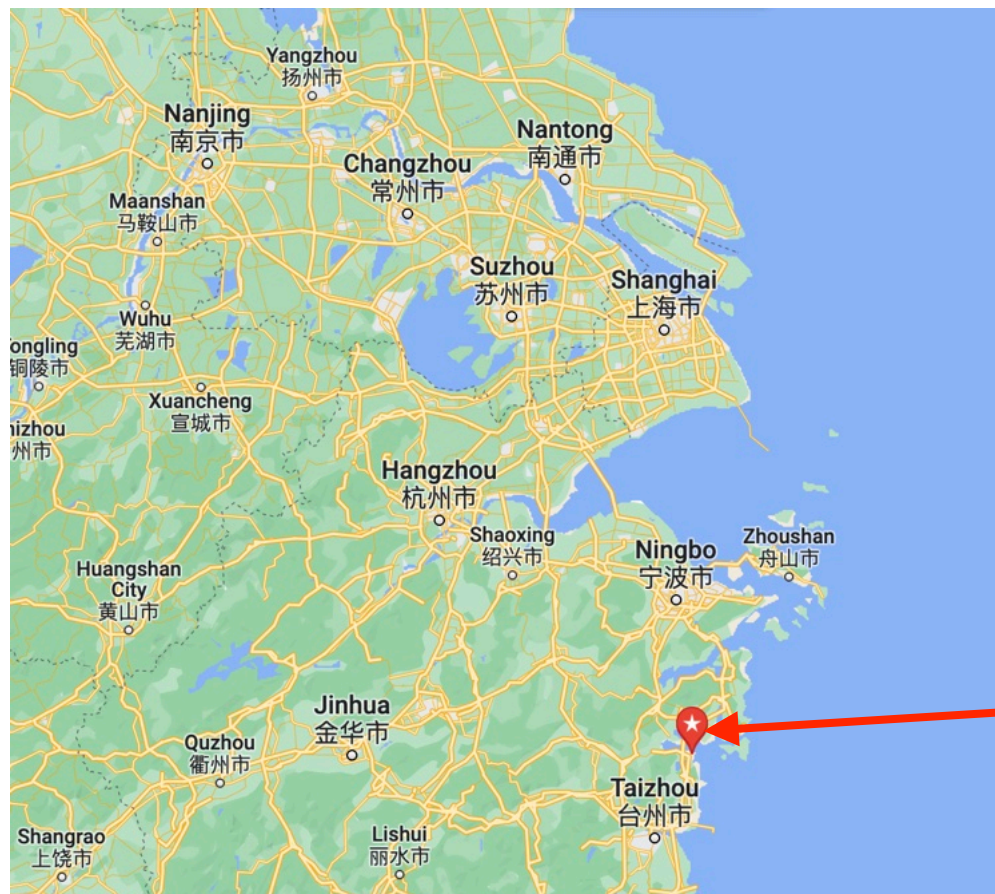 Yangzhou
扬州市
Nanjing
南京市
Nantong
南通市
Changzhou
常州市
Maanshan
马鞍山市
Suzhou
苏州市
Shanghai
上海市
Wuhu
芜湖市
ongling
铜陵市
Xuancheng
宣城市
hizhou
州市
Hangzhou
杭州市
Shaoxing
绍兴市
Ningbo
宁波市
Zhoushan
舟山市
Huangshan
City
黄山市
Jinhua
金华市
Quzhou
衢州市
Taizhou
台州市
Shangrao
上饶市
Lishui
丽水市